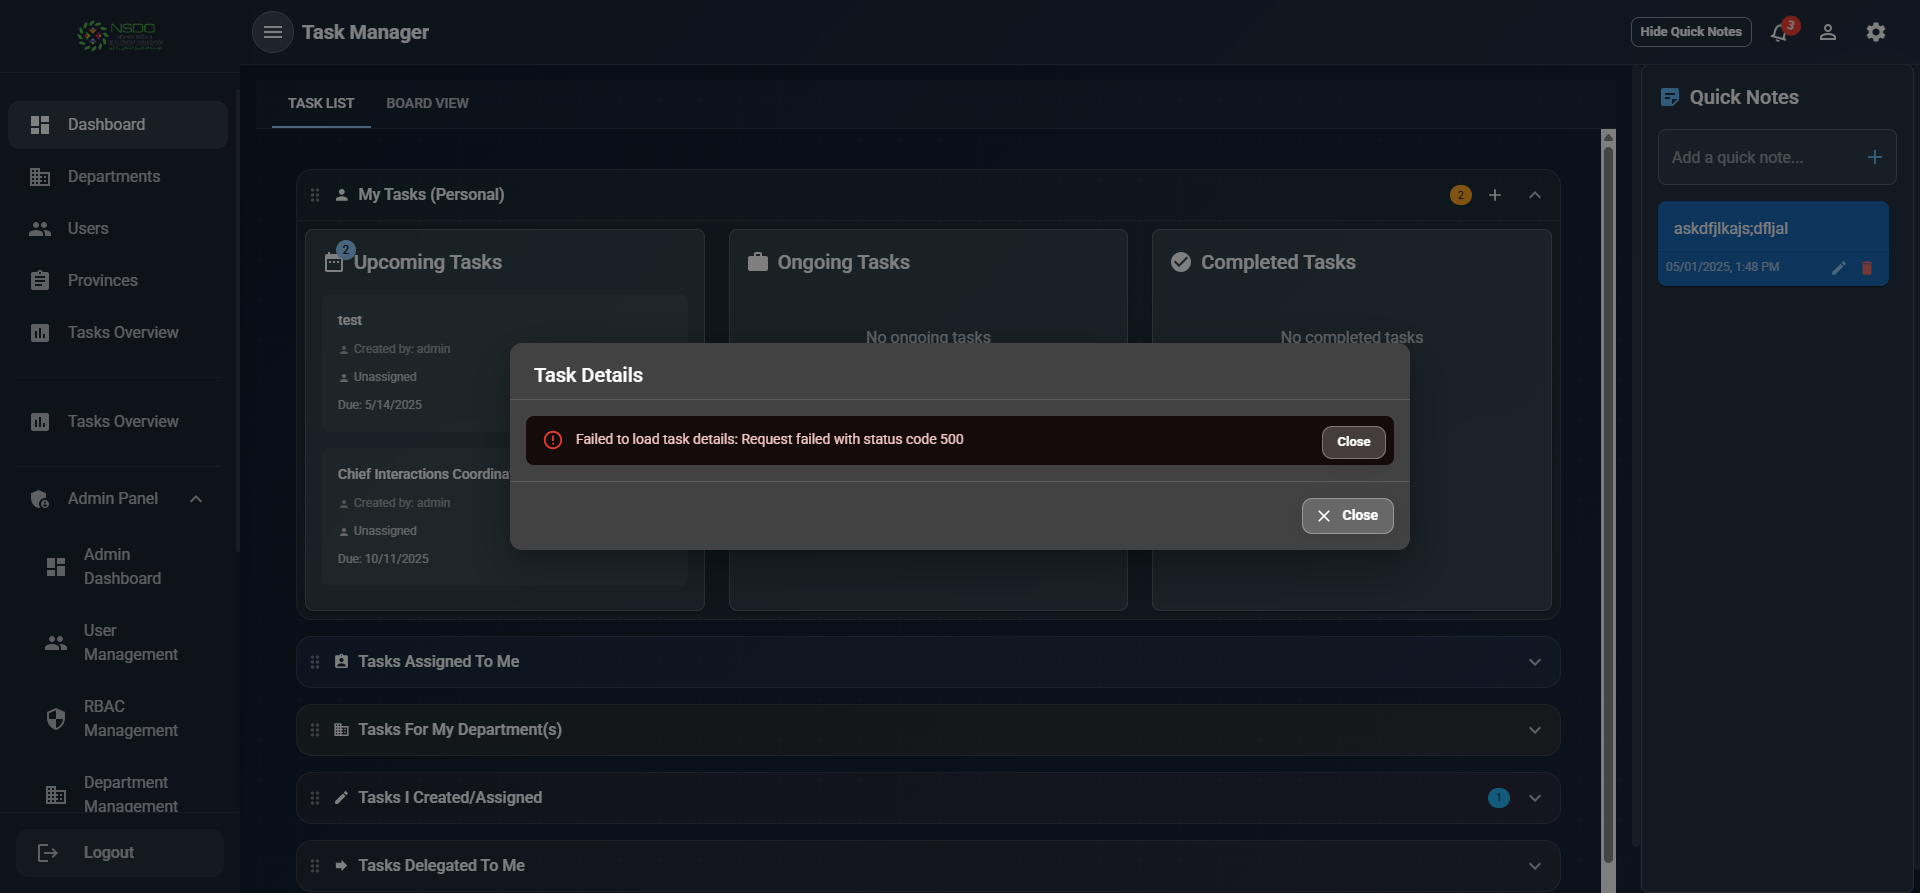 NSDO
Task Manager
Hide Quick Notes
3
Dashboard
Departments
Users
Provinces
Tasks Overview
Tasks Overview
Admin Panel
Admin
Dashboard
User
Management
RBAC
Management
Department
Management
Logout
TASK LIST
BOARD VIEW
My Tasks (Personal)
2
2
Upcoming Tasks
test
Created by: admin
Unassigned
Due: 5/14/2025
Chief Interactions Coordina
Created by: admin
Unassigned
Due: 10/11/2025
Ongoing Tasks
No ongoing tasks
Completed Tasks
No completed tasks
Task Details
Failed to load task details: Request failed with status code 500
Close
Close
Tasks Assigned To Me
Tasks For My Department(s)
Tasks I Created/Assigned
1
Tasks Delegated To Me
Quick Notes
Add a quick note...
askdfjlkajs;dfljal
05/01/2025, 1:48 PM